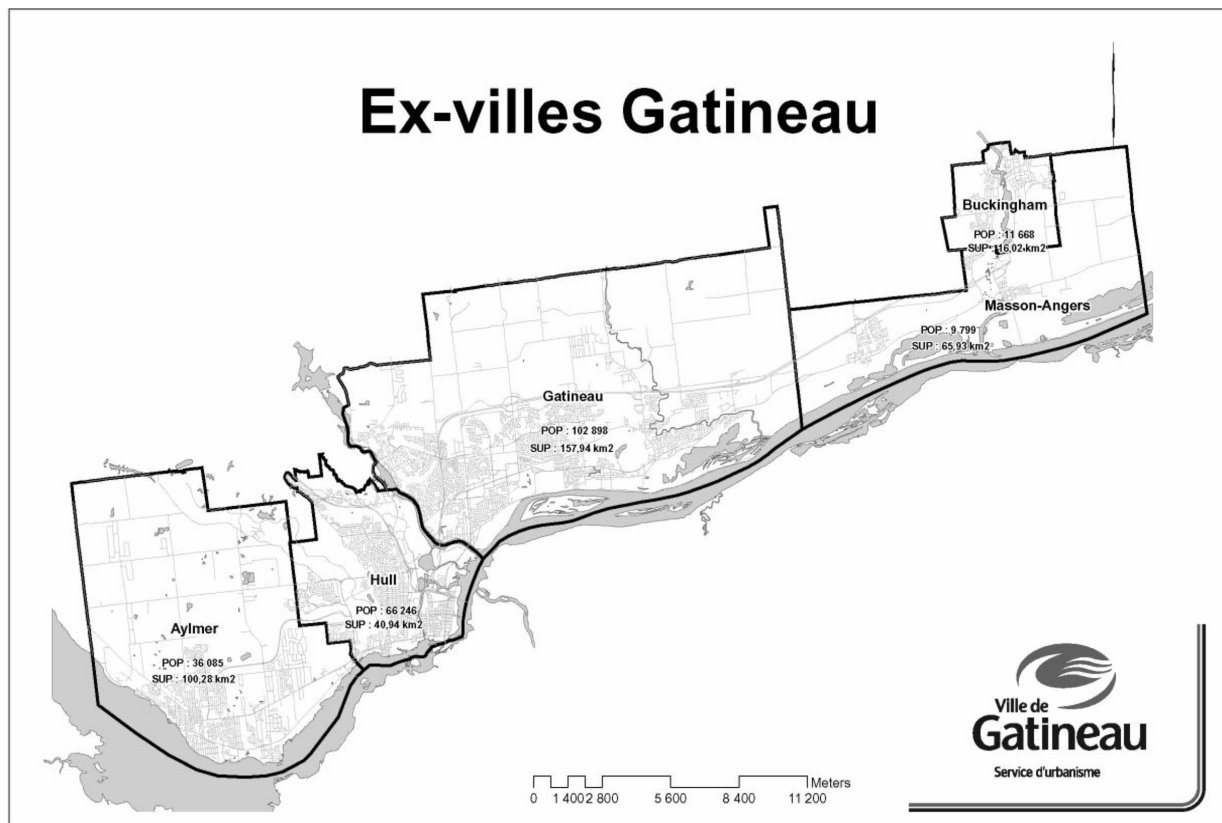 Ex-villes Gatineau
Buckingham
POP : 11 668
SUP : 16,02 km2
Masson-Angers
POP : 9 799
SUP : 65,93 km2
Gatineau
POP : 102 898
SUP : 157,94 km2
Hull
POP : 66 246
SUP : 40,94 km2
Aylmer
POP : 36 085
SUP : 100,28 km2
Ville de
Gatineau
Service d'urbanisme
Meters
0 1 400 2 800 5 600 8 400 11 200